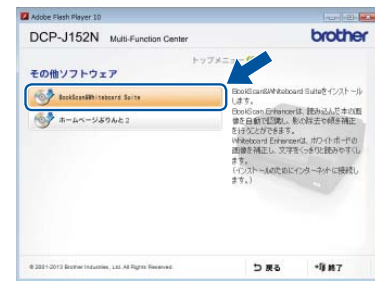 Adobe Flash Player 10
DCP-J152N Multi-Function Center
brother
トップメニュー
その他ソフトウェア
BookScan&Whiteboard Suite
ホームページぷりんと2
BookScan&Whiteboard Suiteをインストール
します。
BookScan Enhancerは、読み込んだ本の画
像を自動で認識し、影の除去や傾き補正
を行うことができます。
Whiteboard Enhancerは、ホワイトボードの
画像を補正し、文字をくっきりと読みやすくし
ます。
(インストールのためにインターネットに接続し
ます。)
© 2001-2013 Brother Industries, Ltd. All Rights Reserved.
戻る
終了